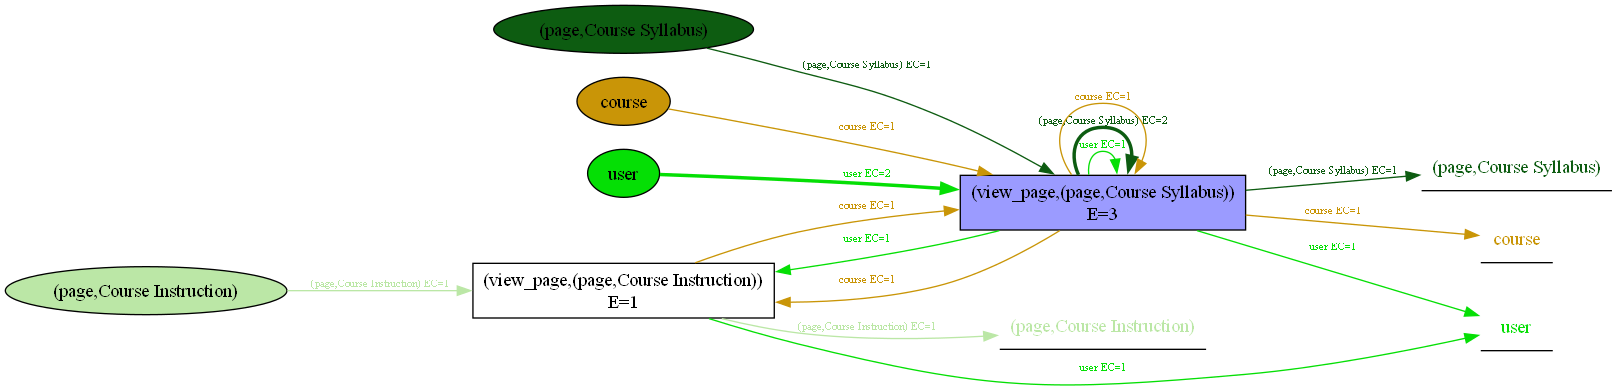 (page,Course Syllabus)
(page,Course Syllabus) EC=1
course
course EC=1
course EC=1
(page,Course Syllabus) EC=2
user EC=1
user
user EC=2
(view_page,(page,Course Syllabus))
E=3
(page,Course Syllabus) EC=1
(page,Course Syllabus)
course EC=1
course
user EC=1
user
course EC=1
user EC=1
course EC=1
(page,Course Instruction)
(page,Course Instruction) EC=1
(view_page,(page,Course Instruction))
E=1
(page,Course Instruction) EC=1
(page,Course Instruction)
user EC=1